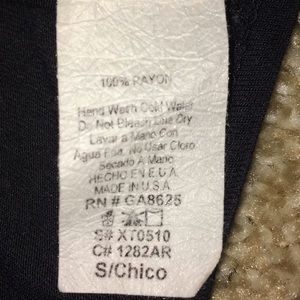 100% RAYON
Hand Wash Cold Water
Do Not Bleach Line Dry
Lavar a Mano Con
Agua Fria. No Usar Cloro.
Secado A Mano
HECHO EN E.U.A.
MADE IN U.S.A
RN # GA8625
S# XT0510
C# 1282AR
S/Chico